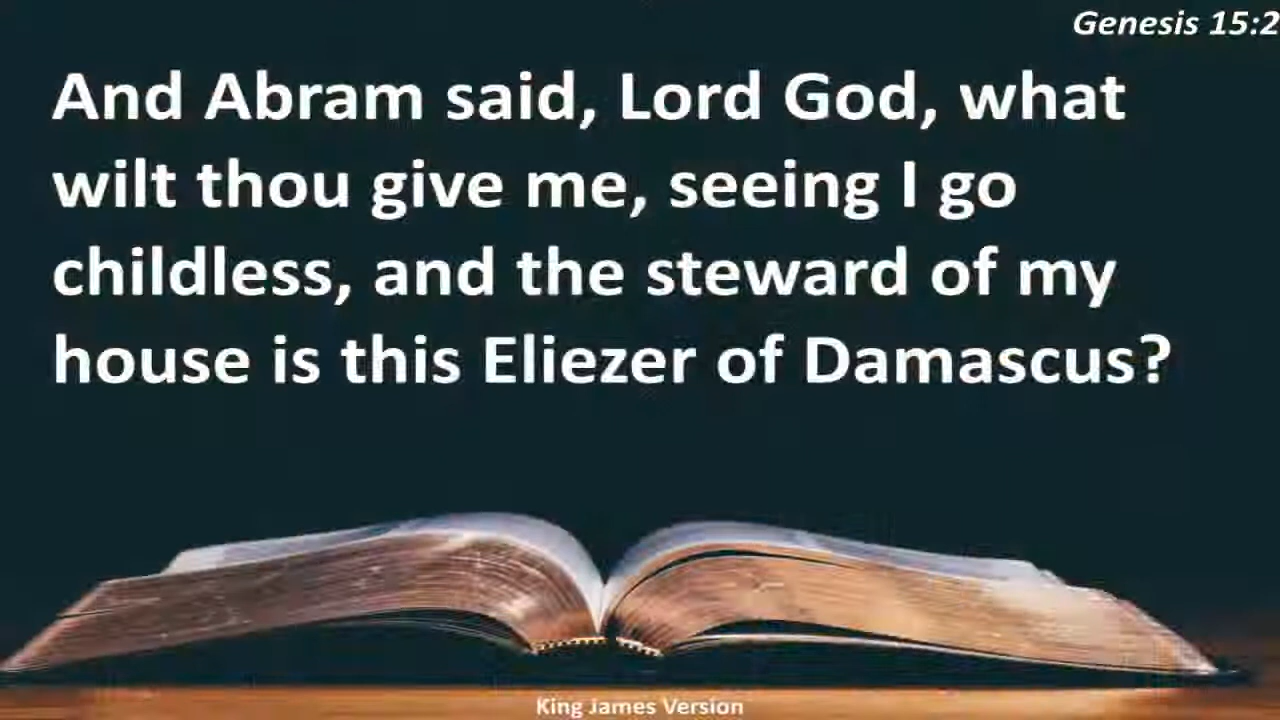 Genesis 15:2
And Abram said, Lord God, what
wilt thou give me, seeing I go
childless, and the steward of my
house is this Eliezer of Damascus?
King James Version